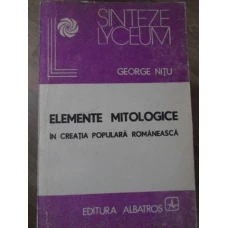 SINTEZE
LYCEUM
GEORGE NIȚU
ELEMENTE MITOLOGICE
ÎN CREAȚIA POPULARĂ ROMÂNEASCĂ
EDITURA ALBATROS